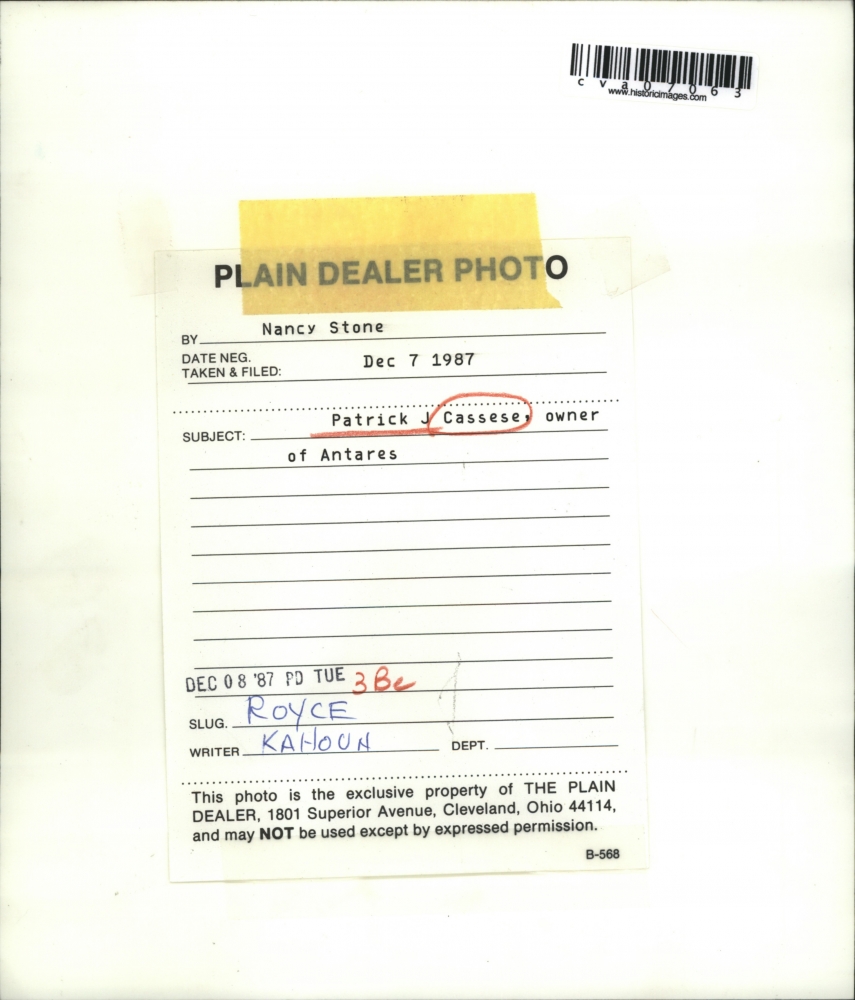 cva07063
www.historicimages.com
PLAIN DEALER PHOTO
BY Nancy Stone
DATE NEG.
TAKEN & FILED: Dec 7 1987
SUBJECT: Patrick J Cassese, owner
of Antares
DEC 08 '87 PD TUE 3Be
SLUG. ROYCE
WRITER KAHOUN DEPT.
This photo is the exclusive property of THE PLAIN
DEALER, 1801 Superior Avenue, Cleveland, Ohio 44114,
and may NOT be used except by expressed permission.
B-568